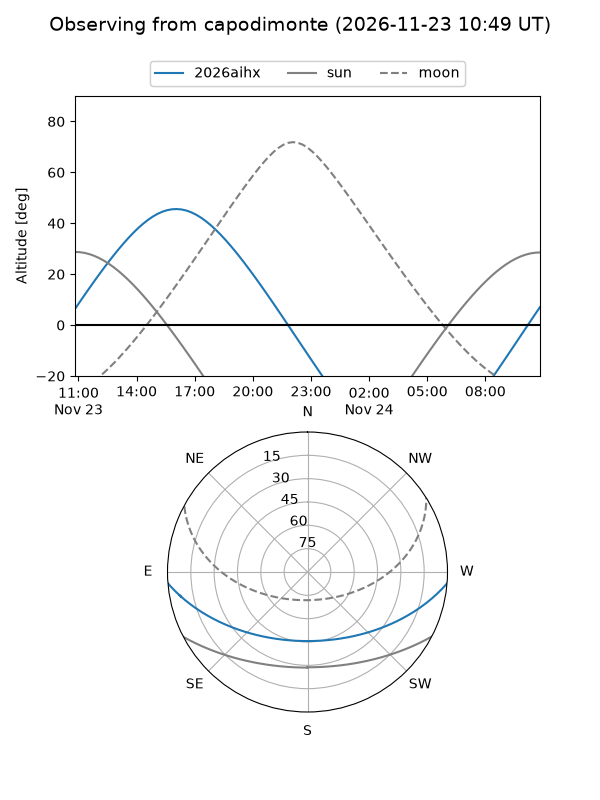 Observing from capodimonte (2026-11-23 10:49 UT)
2026aihx sun moon
Altitude [deg]
80
60
40
20
0
−20
11:00 14:00 17:00 20:00 23:00 02:00 05:00 08:00
Nov 23 Nov 24
N
NE NW
15
30
45
60
75
E W
SE SW
S